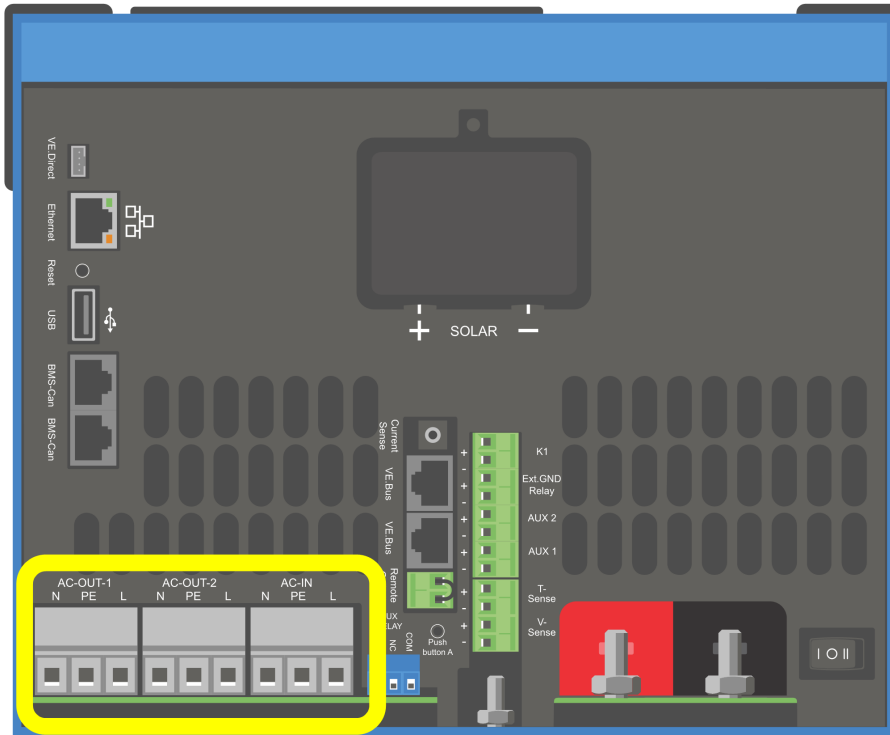 VE.Direct
Ethernet
Reset
USB
BMS-Can
BMS-Can
+ SOLAR −
Current
Sense
VE.Bus
VE.Bus
Remote
+
-
+
-
+
-
+
-
K1
Ext.GND
Relay
AUX 2
AUX 1
+
-
+
-
T-
Sense
V-
Sense
AC-OUT-1
N PE L
AC-OUT-2
N PE L
AC-IN
N PE L
NC
COM
Push
button A
I O II